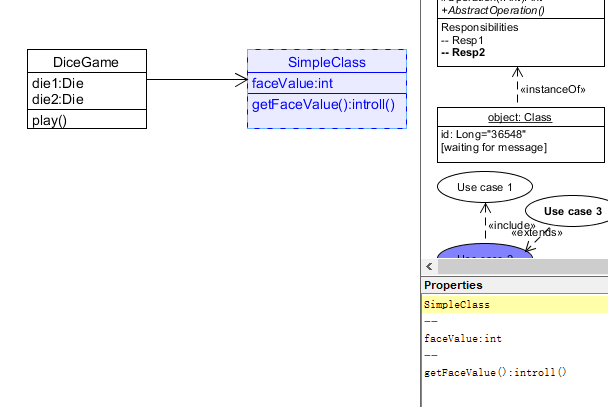 DiceGame
die1:Die
die2:Die
play()
SimpleClass
faceValue:int
getFaceValue():introll()
+AbstractOperation()
Responsibilities
-- Resp1
-- Resp2
«instanceOf»
object: Class
id: Long="36548"
[waiting for message]
Use case 1
Use case 3
«include»
«extends»
Properties
SimpleClass
--
faceValue:int
--
getFaceValue():introll()